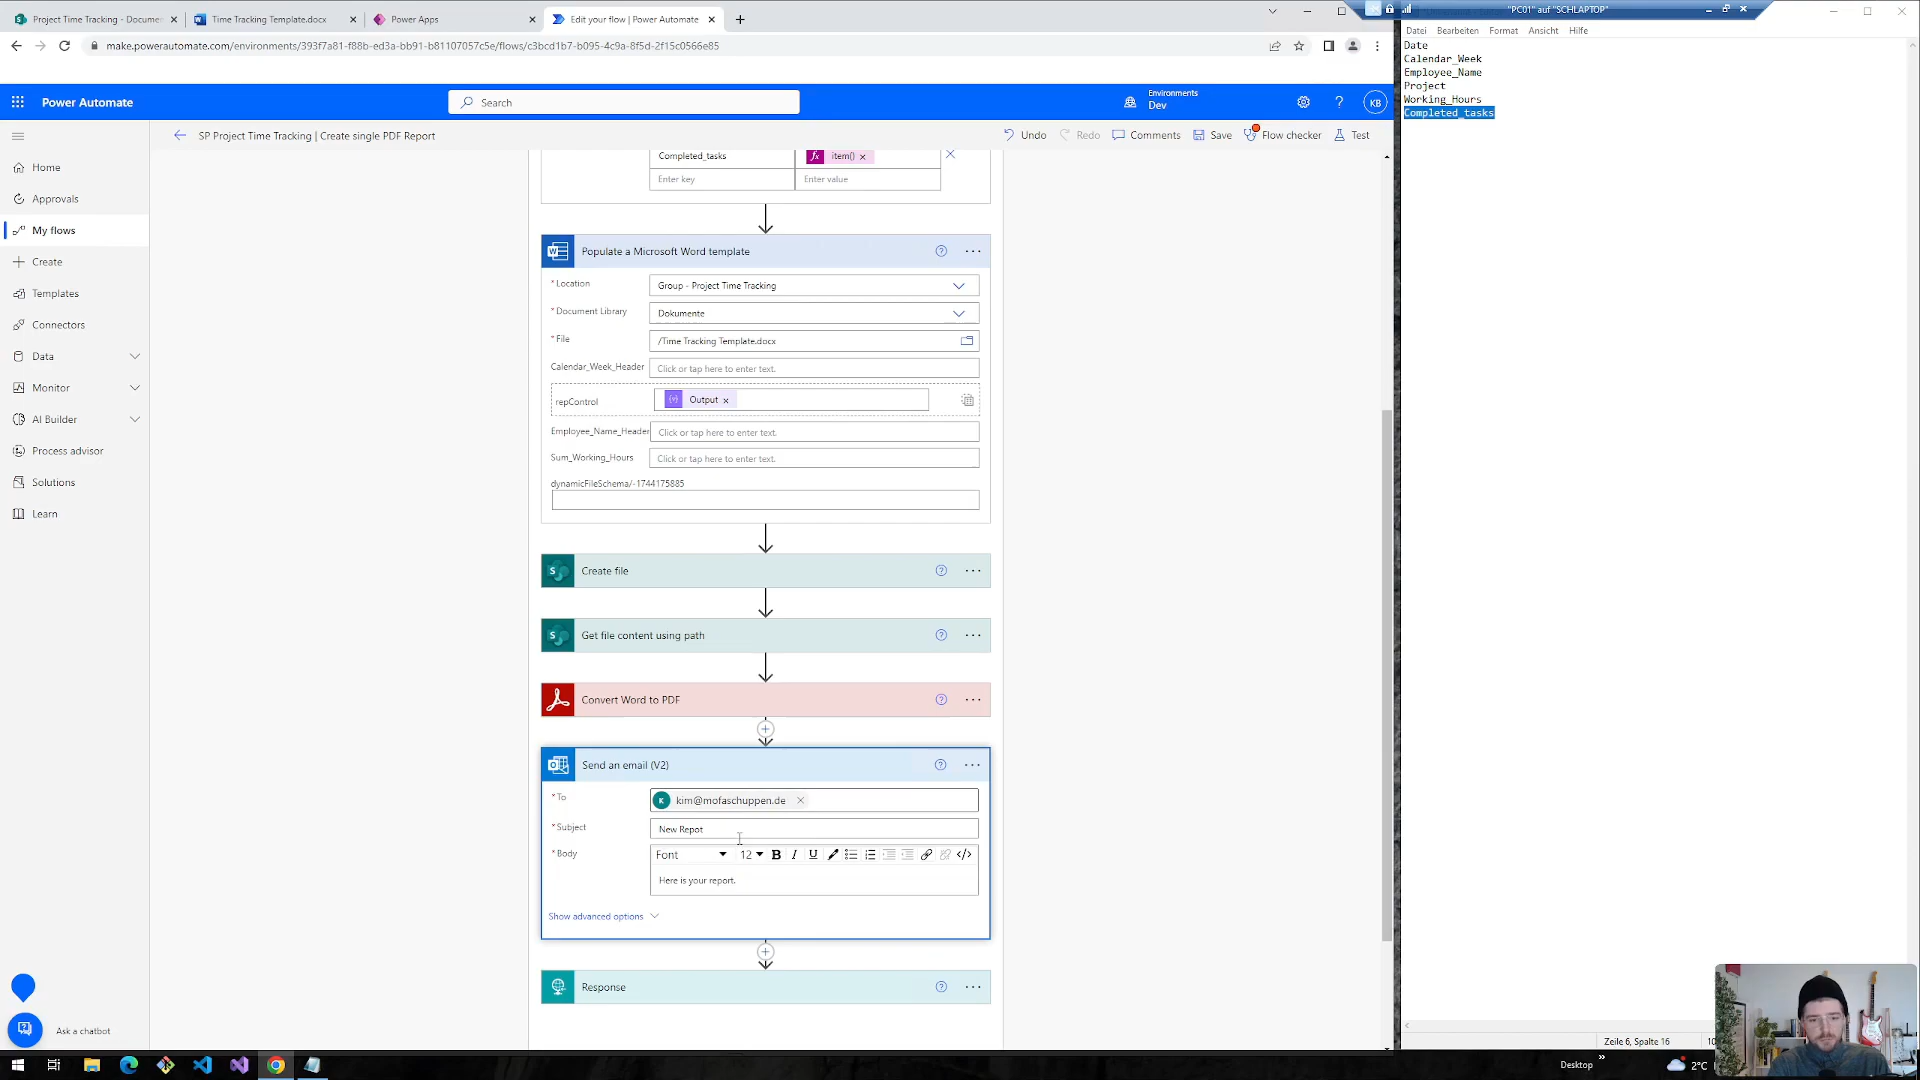 Project Time Tracking - Documen
Time Tracking Template.docx
Power Apps
Edit your flow | Power Automate
make.powerautomate.com/environments/393f7a81-f88b-ed3a-bb91-b81107057c5e/flows/c3bcd1b7-b095-4c9a-8f5d-2f15c0566e85
"PC01" auf "SCHLAPTOP"
Datei Bearbeiten Format Ansicht Hilfe
Date
Calendar_Week
Employee_Name
Project
Working_Hours
Completed_tasks
Power Automate
Search
Environments
Dev
KB
SP Project Time Tracking | Create single PDF Report
Undo
Redo
Comments
Save
Flow checker
Test
Home
Approvals
My flows
Create
Templates
Connectors
Data
Monitor
AI Builder
Process advisor
Solutions
Learn
Ask a chatbot
Completed_tasks
fx item() x
Enter key
Enter value
Populate a Microsoft Word template
* Location
Group - Project Time Tracking
* Document Library
Dokumente
* File
/Time Tracking Template.docx
Calendar_Week_Header
Click or tap here to enter text.
repControl
Output x
Employee_Name_Header
Click or tap here to enter text.
Sum_Working_Hours
Click or tap here to enter text.
dynamicFileSchema/-1744175885
Create file
Get file content using path
Convert Word to PDF
Send an email (V2)
* To
K kim@mofaschuppen.de
* Subject
New Repot
* Body
Font
12
B I U
</>
Here is your report.
Show advanced options
Response
Zeile 6, Spalte 16
10
Desktop
2°C